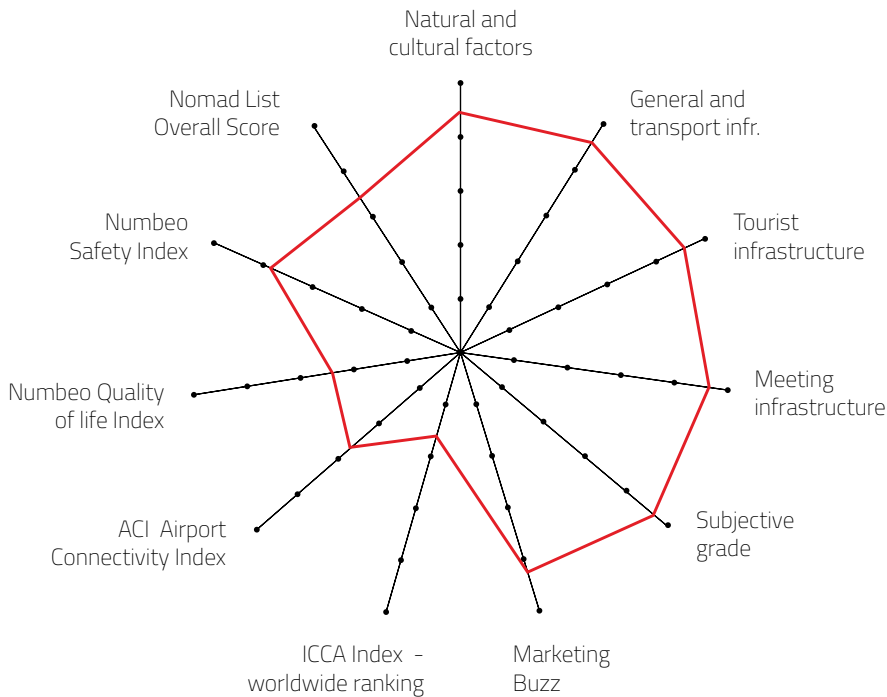 Natural and
cultural factors
General and
transport infr.
Tourist
infrastructure
Meeting
infrastructure
Subjective
grade
Marketing
Buzz
ICCA Index -
worldwide ranking
ACI Airport
Connectivity Index
Numbeo Quality
of life Index
Numbeo
Safety Index
Nomad List
Overall Score